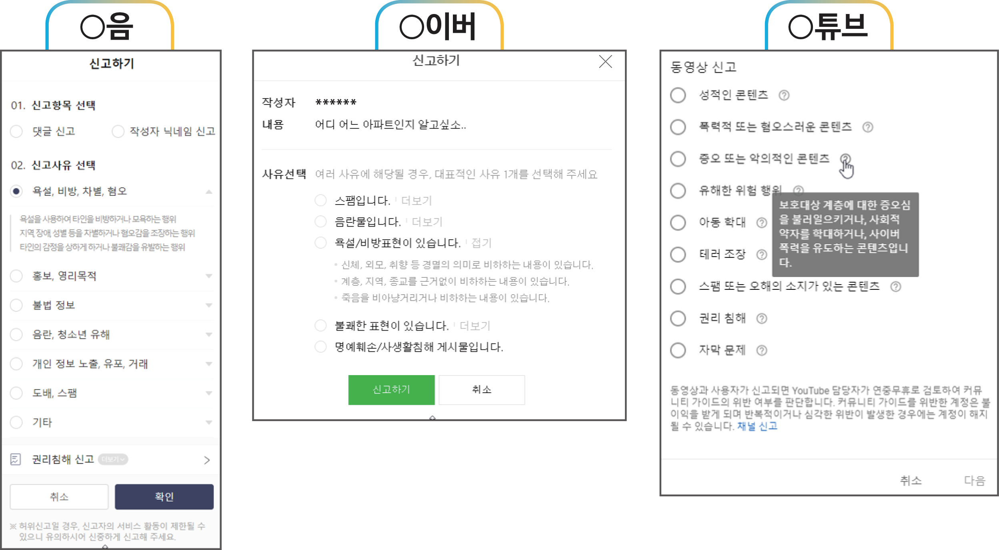 ○음
신고하기
01. 신고항목 선택
댓글 신고
작성자 닉네임 신고
02. 신고사유 선택
욕설, 비방, 차별, 혐오
욕설을 사용하여 타인을 비방하거나 모욕하는 행위
지역, 장애, 성별 등을 차별하거나 혐오감을 조장하는 행위
타인의 감정을 상하게 하거나 불쾌감을 유발하는 행위
홍보, 영리목적
불법 정보
음란, 청소년 유해
개인 정보 노출, 유포, 거래
도배, 스팸
기타
권리침해 신고 더보기
취소
확인
※ 허위신고일 경우, 신고자의 서비스 활동이 제한될 수
있으니 유의하시어 신중하게 신고해 주세요.
○이버
신고하기
작성자 ******
내용 어디 어느 아파트인지 알고싶소..
사유선택 여러 사유에 해당될 경우, 대표적인 사유 1개를 선택해 주세요
스팸입니다. 더보기
음란물입니다. 더보기
욕설/비방표현이 있습니다. 접기
• 신체, 외모, 취향 등 경멸의 의미로 비하하는 내용이 있습니다.
• 계층, 지역, 종교를 근거없이 비하하는 내용이 있습니다.
• 죽음을 비아냥거리거나 비하하는 내용이 있습니다.
불쾌한 표현이 있습니다. 더보기
명예훼손/사생활침해 게시물입니다.
신고하기
취소
○튜브
동영상 신고
성적인 콘텐츠 ?
폭력적 또는 혐오스러운 콘텐츠 ?
증오 또는 악의적인 콘텐츠 ?
유해한 위험 행위 ?
보호대상 계층에 대한 증오심
을 불러일으키거나, 사회적
약자를 학대하거나, 사이버
폭력을 유도하는 콘텐츠입니
다.
아동 학대 ?
테러 조장 ?
스팸 또는 오해의 소지가 있는 콘텐츠 ?
권리 침해 ?
자막 문제 ?
동영상과 사용자가 신고되면 YouTube 담당자가 연중무휴로 검토하여 커뮤
니티 가이드의 위반 여부를 판단합니다. 커뮤니티 가이드를 위반한 계정은 불
이익을 받게 되며 반복적이거나 심각한 위반이 발생한 경우에는 계정이 해지
될 수 있습니다. 채널 신고
취소
다음